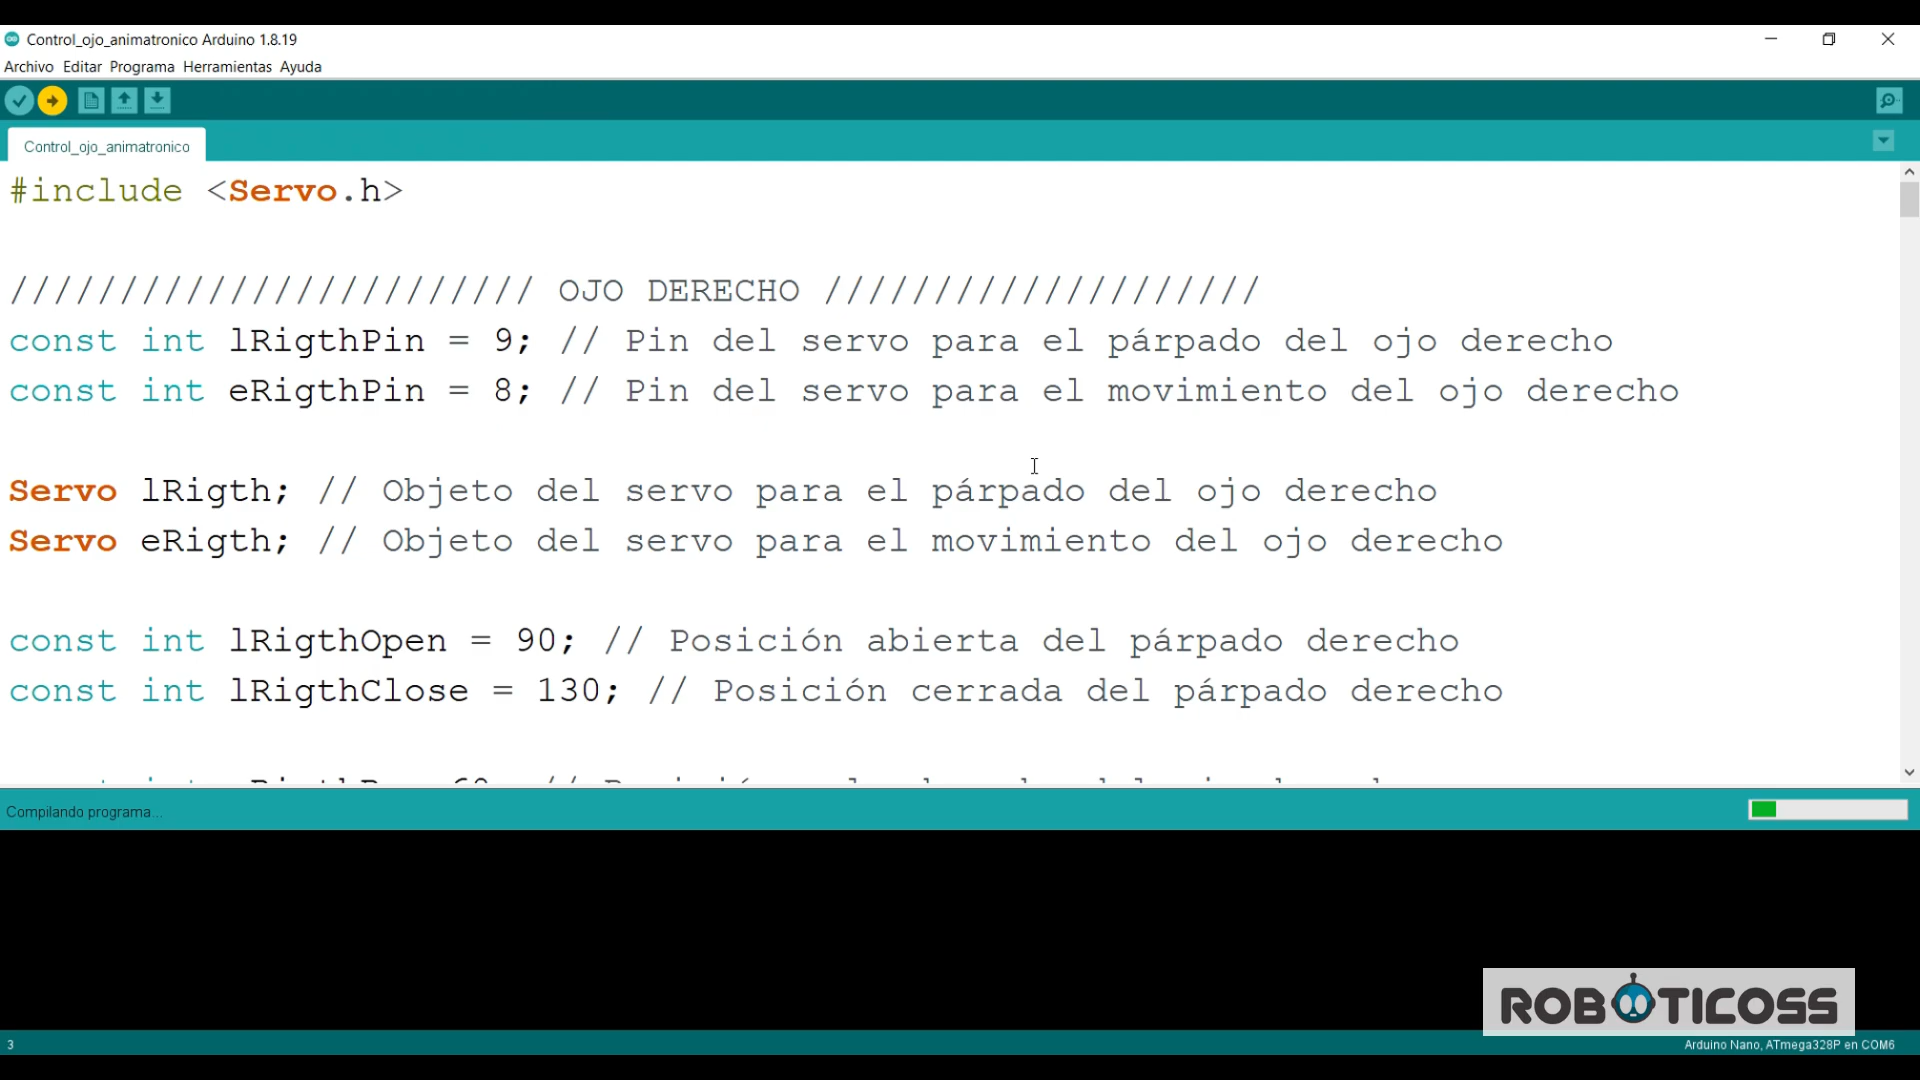 Control_ojo_animatronico Arduino 1.8.19
Archivo Editar Programa Herramientas Ayuda
Control_ojo_animatronico
#include <Servo.h>
//////////////////////// OJO DERECHO ////////////////////
const int lRigthPin = 9; // Pin del servo para el párpado del ojo derecho
const int eRigthPin = 8; // Pin del servo para el movimiento del ojo derecho
Servo lRigth; // Objeto del servo para el párpado del ojo derecho
Servo eRigth; // Objeto del servo para el movimiento del ojo derecho
const int lRigthOpen = 90; // Posición abierta del párpado derecho
const int lRigthClose = 130; // Posición cerrada del párpado derecho
Compilando programa...
ROBOTICOSS
3
Arduino Nano, ATmega328P en COM6